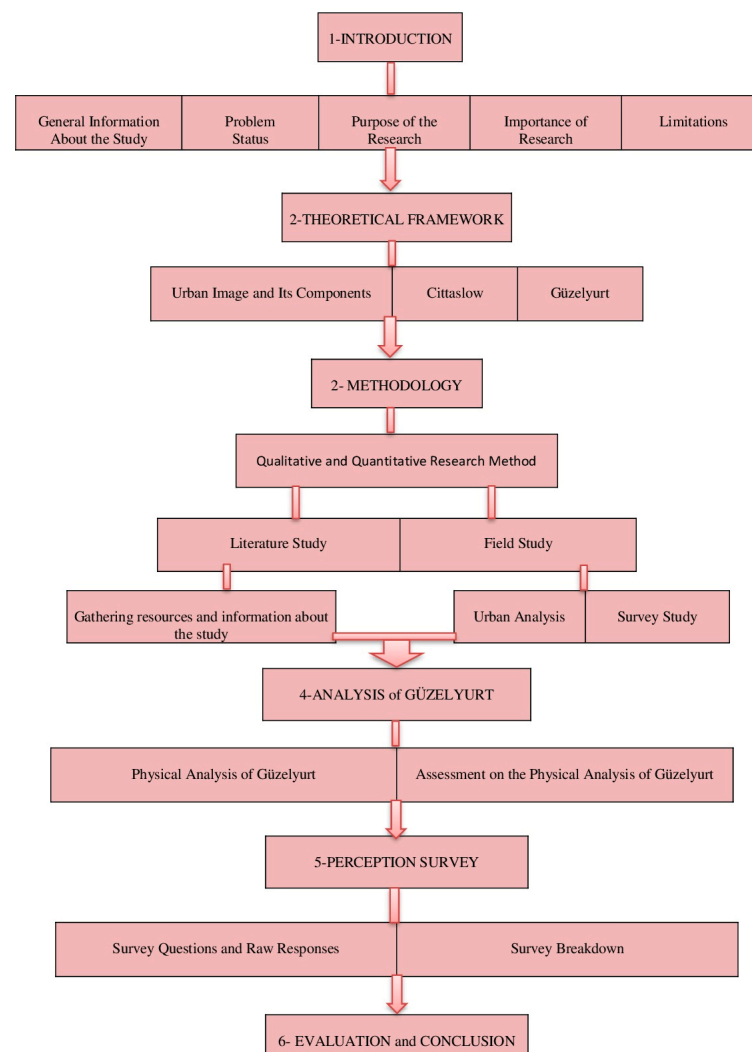 1-INTRODUCTION
General Information
About the Study
Problem
Status
Purpose of the
Research
Importance of
Research
Limitations
2-THEORETICAL FRAMEWORK
Urban Image and Its Components
Cittaslow
Güzelyurt
2- METHODOLOGY
Qualitative and Quantitative Research Method
Literature Study
Field Study
Gathering resources and information about
the study
Urban Analysis
Survey Study
4-ANALYSIS of GÜZELYURT
Physical Analysis of Güzelyurt
Assessment on the Physical Analysis of Güzelyurt
5-PERCEPTION SURVEY
Survey Questions and Raw Responses
Survey Breakdown
6- EVALUATION and CONCLUSION